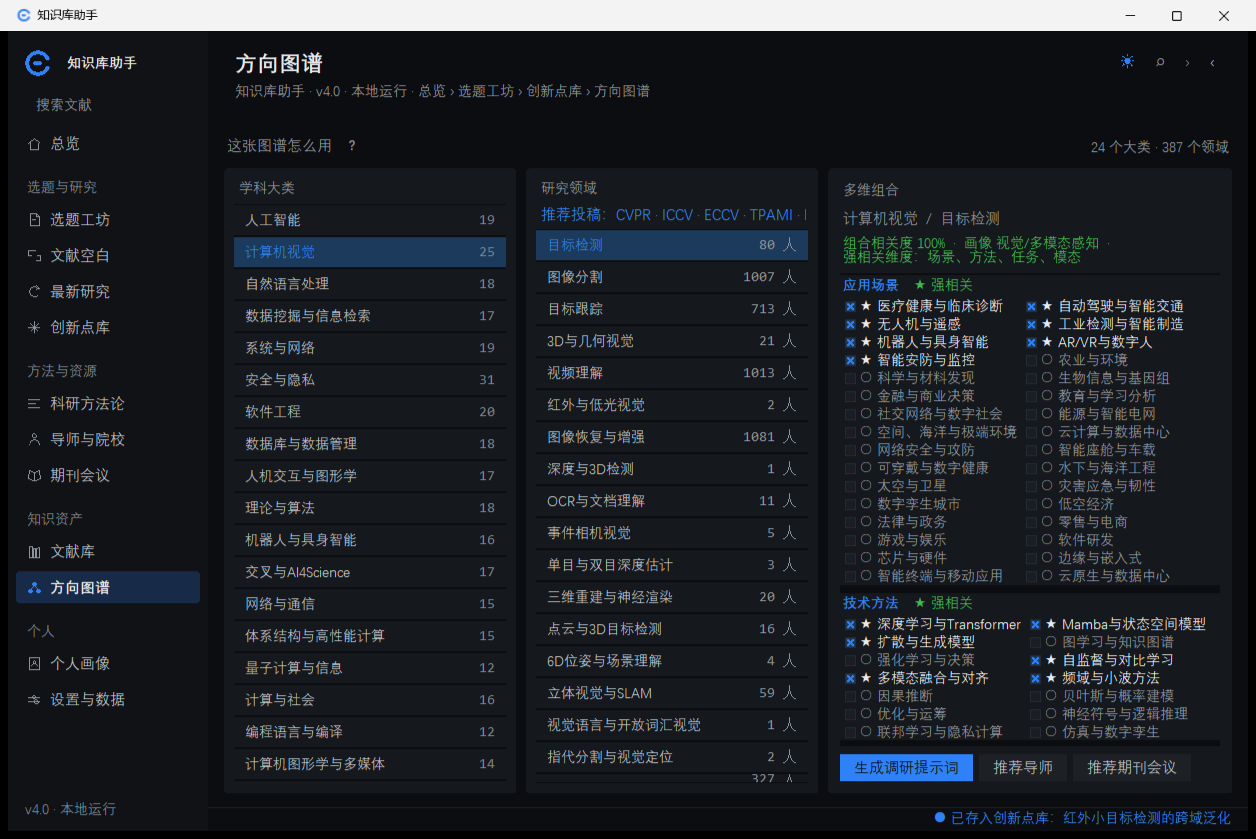 知识库助手
知识库助手
搜索文献
总览
选题与研究
选题工坊
文献空白
最新研究
创新点库
方法与资源
科研方法论
导师与院校
期刊会议
知识资产
文献库
方向图谱
个人
个人画像
设置与数据
v4.0 · 本地运行
方向图谱
知识库助手 · v4.0 · 本地运行 · 总览 › 选题工坊 › 创新点库 › 方向图谱
这张图谱怎么用 ?
24 个大类 · 387 个领域
学科大类
人工智能 19
计算机视觉 25
自然语言处理 18
数据挖掘与信息检索 17
系统与网络 19
安全与隐私 31
软件工程 20
数据库与数据管理 18
人机交互与图形学 17
理论与算法 18
机器人与具身智能 16
交叉与AI4Science 17
网络与通信 15
体系结构与高性能计算 15
量子计算与信息 12
计算与社会 16
编程语言与编译 12
计算机图形学与多媒体 14
研究领域
推荐投稿: CVPR · ICCV · ECCV · TPAMI ·
目标检测 80 人
图像分割 1007 人
目标跟踪 713 人
3D与几何视觉 21 人
视频理解 1013 人
红外与低光视觉 2 人
图像恢复与增强 1081 人
深度与3D检测 1 人
OCR与文档理解 11 人
事件相机视觉 5 人
单目与双目深度估计 3 人
三维重建与神经渲染 20 人
点云与3D目标检测 16 人
6D位姿与场景理解 4 人
立体视觉与SLAM 59 人
视觉语言与开放词汇视觉 1 人
指代分割与视觉定位 2 人
327 人
多维组合
计算机视觉 / 目标检测
组合相关度 100% · 画像 视觉/多模态感知 ·
强相关维度: 场景、方法、任务、模态
应用场景 ★ 强相关
★ 医疗健康与临床诊断 ★ 自动驾驶与智能交通
★ 无人机与遥感 ★ 工业检测与智能制造
★ 机器人与具身智能 ★ AR/VR与数字人
★ 智能安防与监控 ○ 农业与环境
○ 科学与材料发现 ○ 生物信息与基因组
○ 金融与商业决策 ○ 教育与学习分析
○ 社交网络与数字社会 ○ 能源与智能电网
○ 空间、海洋与极端环境 ○ 云计算与数据中心
○ 网络安全与攻防 ○ 智能座舱与车载
○ 可穿戴与数字健康 ○ 水下与海洋工程
○ 太空与卫星 ○ 灾害应急与韧性
○ 数字孪生城市 ○ 低空经济
○ 法律与政务 ○ 零售与电商
○ 游戏与娱乐 ○ 软件研发
○ 芯片与硬件 ○ 边缘与嵌入式
○ 智能终端与移动应用 ○ 云原生与数据中心
技术方法 ★ 强相关
★ 深度学习与Transformer ★ Mamba与状态空间模型
★ 扩散与生成模型 ○ 图学习与知识图谱
○ 强化学习与决策 ★ 自监督与对比学习
★ 多模态融合与对齐 ★ 频域与小波方法
○ 因果推断 ○ 贝叶斯与概率建模
○ 优化与运筹 ○ 神经符号与逻辑推理
○ 联邦学习与隐私计算 ○ 仿真与数字孪生
生成调研提示词 推荐导师 推荐期刊会议
已存入创新点库: 红外小目标检测的跨域泛化